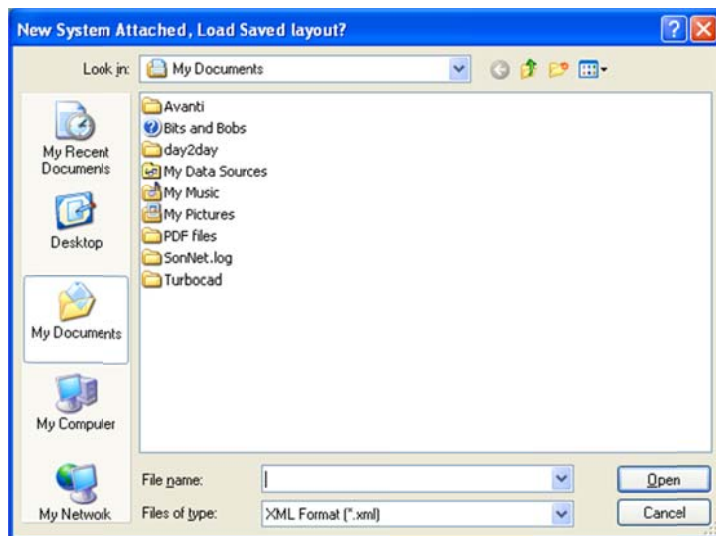 New System Attached, Load Saved layout?
Look in:
My Documents
Avanti
Bits and Bobs
day2day
My Data Sources
My Music
My Pictures
PDF files
SonNet.log
Turbocad
My Recent
Documents
Desktop
My Documents
My Computer
My Network
File name:
Open
Files of type:
XML Format (*.xml)
Cancel